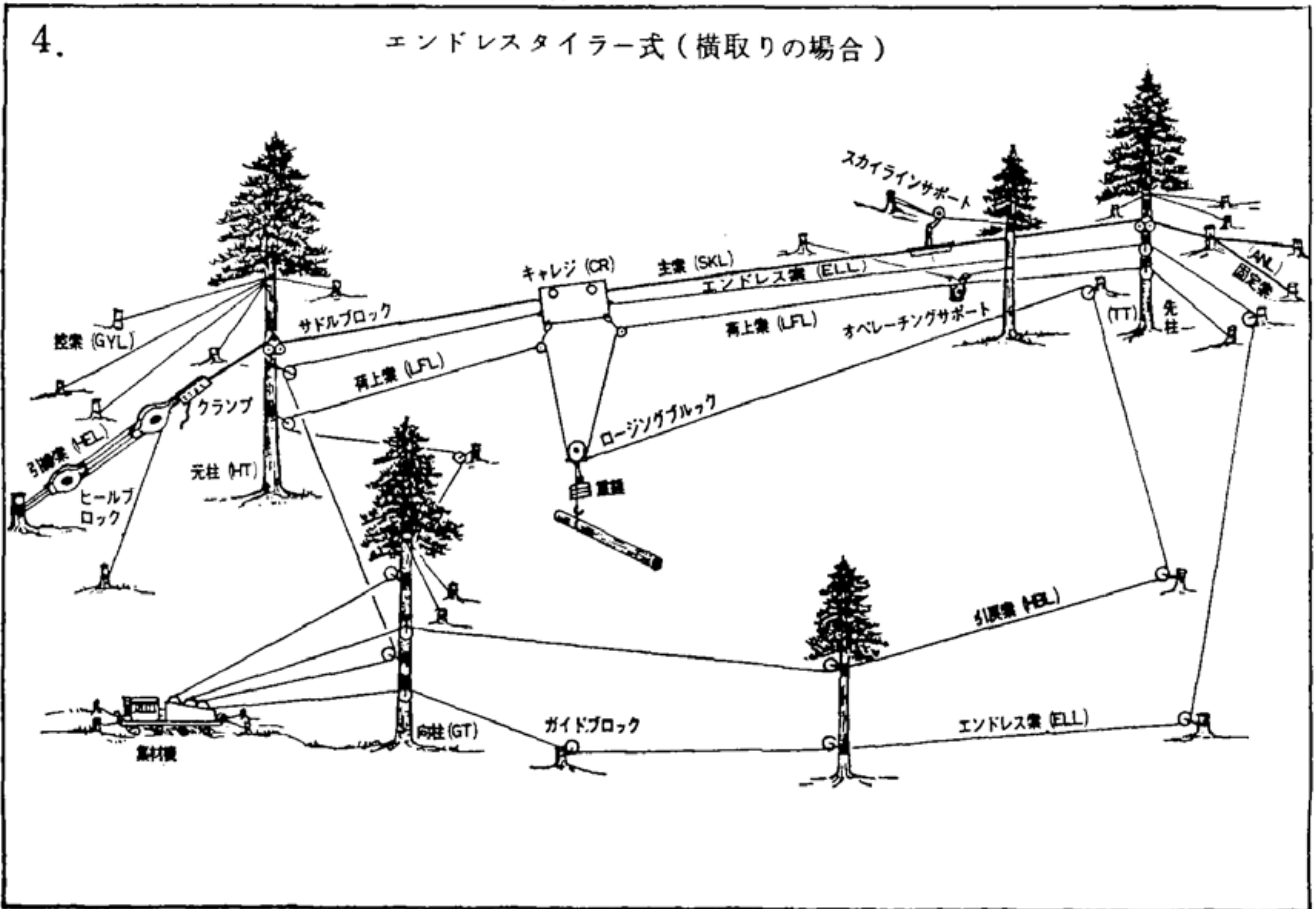 4.
エンドレスタイラー式(横取りの場合)
スカイラインサポート
キャレジ(CR)
主索(SKL)
エンドレス索(ELL)
(ANL)
固定索
サドルブロック
控索(GYL)
荷上索(LFL)
荷上索(LFL)
オペレーチングサポート
(TT)
先柱
クランプ
引締索(HEL)
元柱(HT)
ロージングブルック
ヒールブ
ロック
重錘
引戻索(HBL)
向柱(GT)
ガイドブロック
エンドレス索(ELL)
集材機